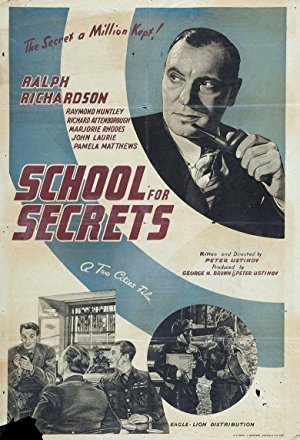 The Secret a Million Kept!
RALPH
RICHARDSON
RAYMOND HUNTLEY
RICHARD ATTENBOROUGH
MARJORIE RHODES
JOHN LAURIE
PAMELA MATTHEWS
SCHOOL FOR
SECRETS
Written and Directed by
PETER USTINOV
Produced by
GEORGE H. BROWN & PETER USTINOV
A Two Cities Film
EAGLE-LION DISTRIBUTION